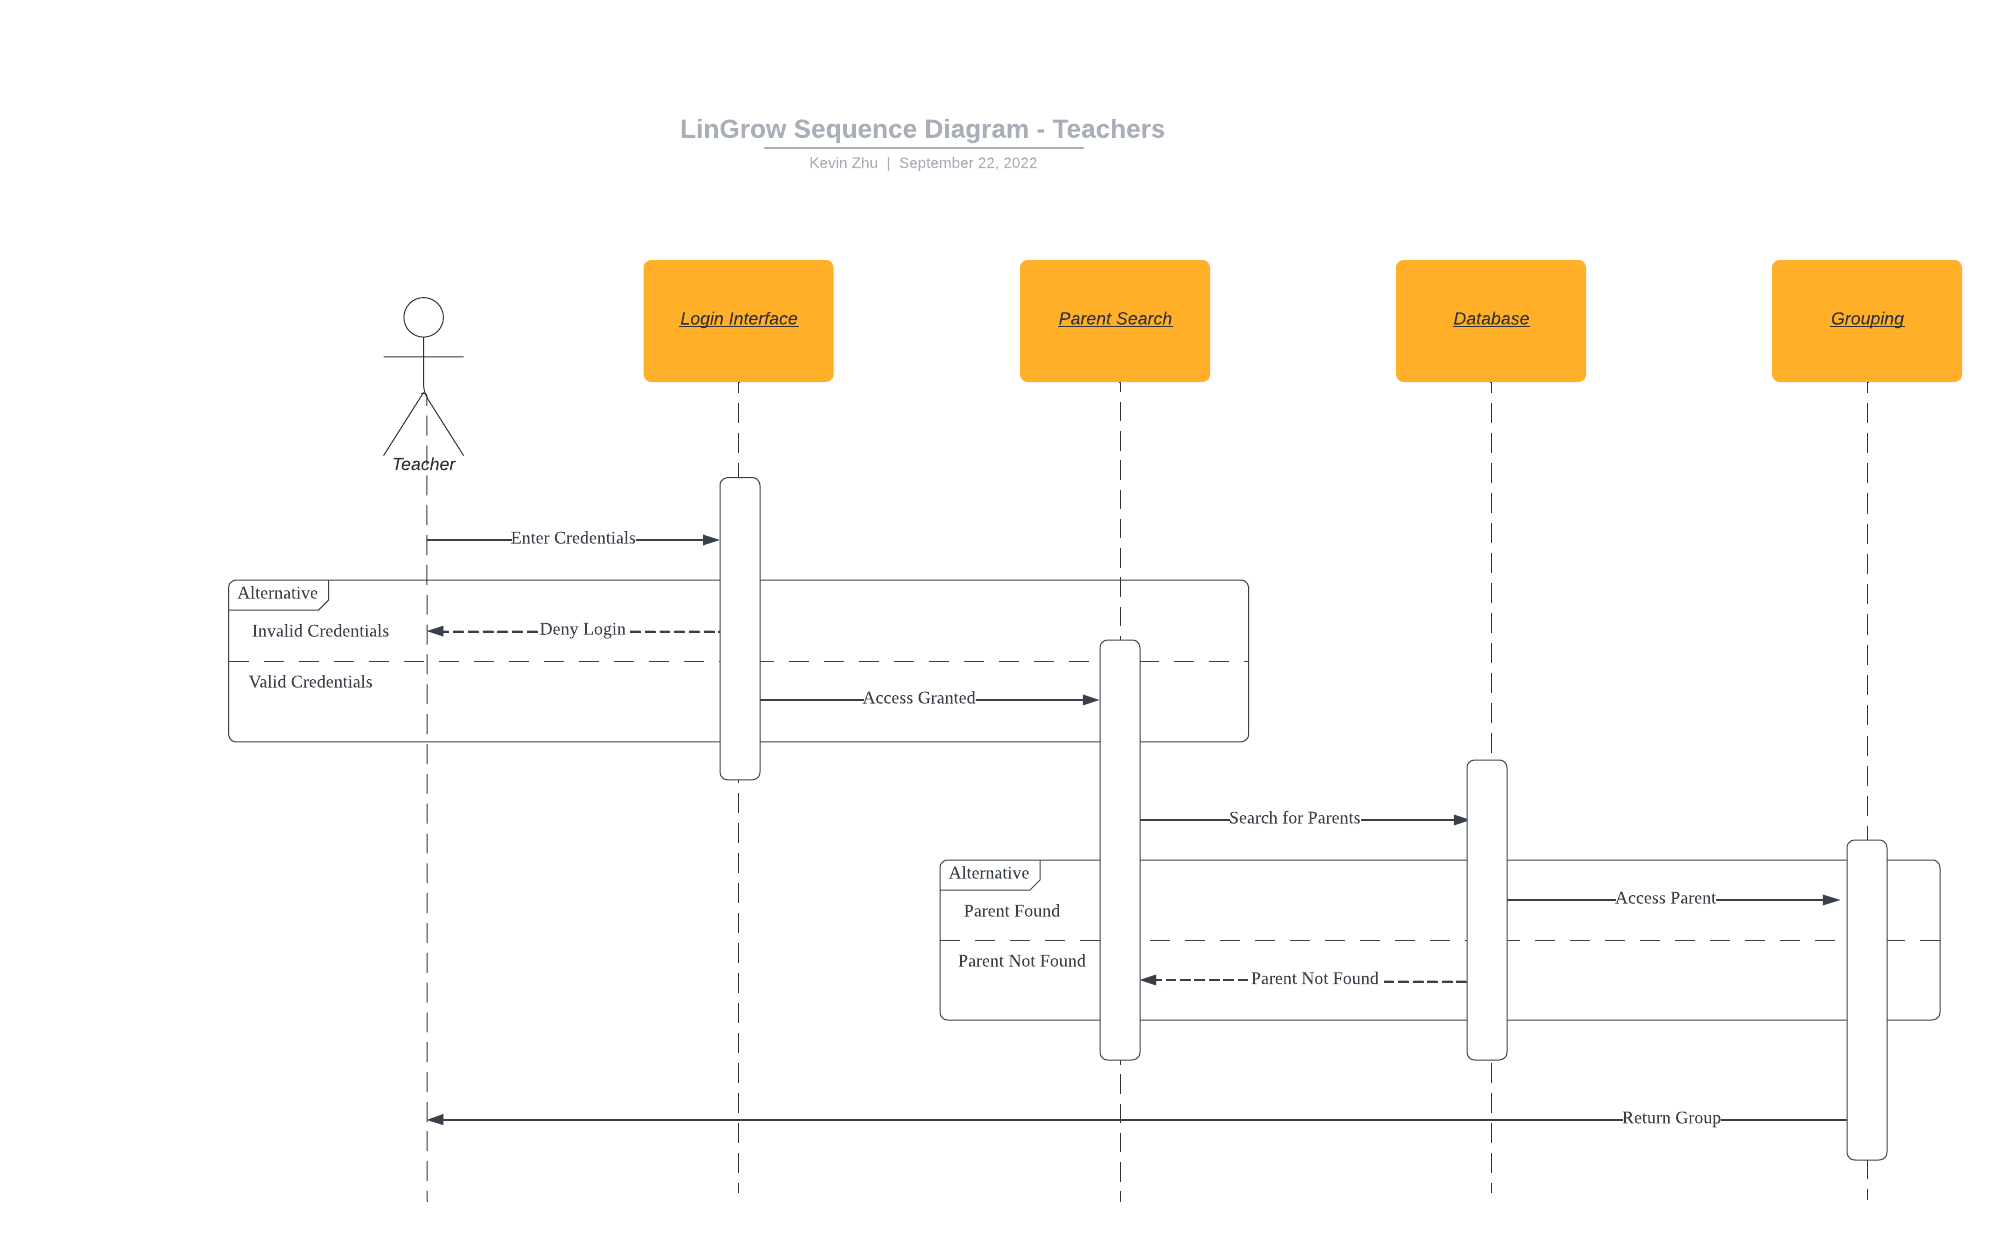 LinGrow Sequence Diagram - Teachers
Kevin Zhu | September 22, 2022
Login Interface
Parent Search
Database
Grouping
Teacher
Enter Credentials
Alternative
Invalid Credentials
Deny Login
Valid Credentials
Access Granted
Search for Parents
Alternative
Parent Found
Access Parent
Parent Not Found
Parent Not Found
Return Group